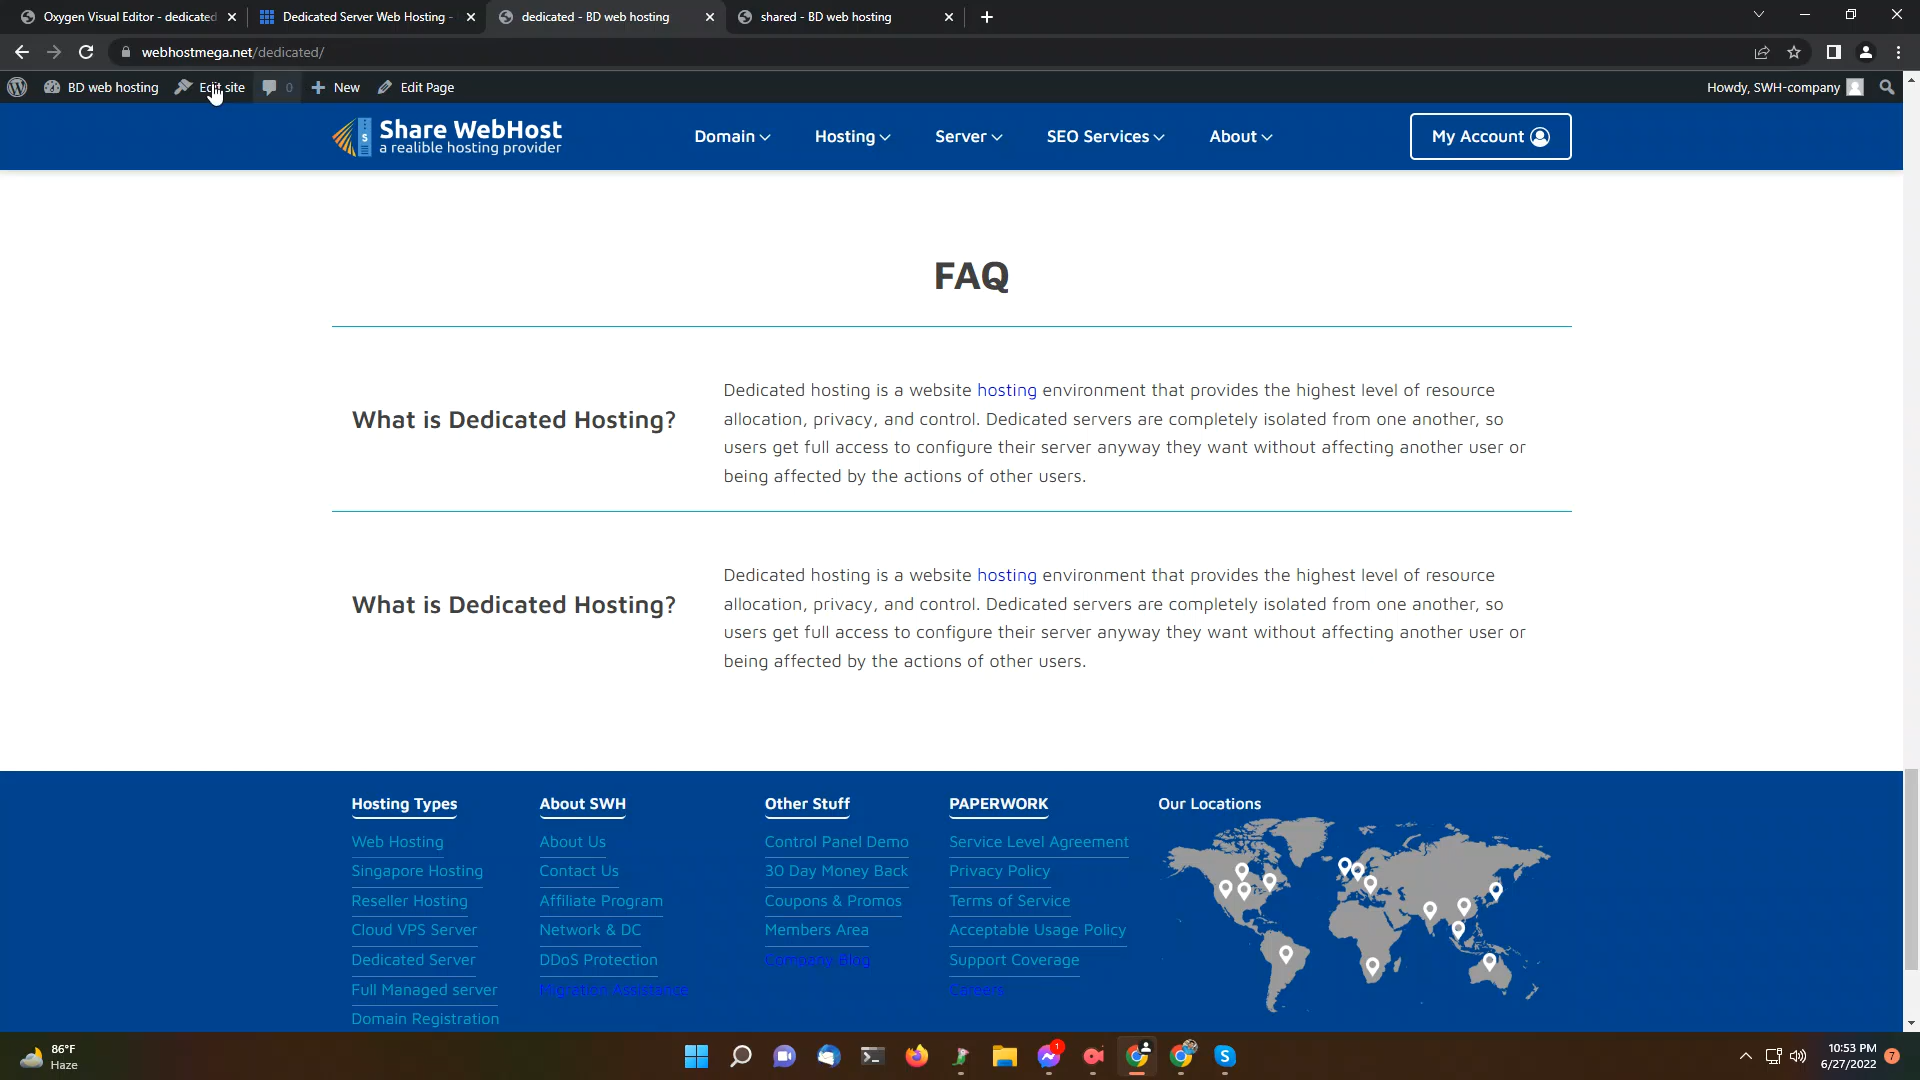 Oxygen Visual Editor - dedicated
Dedicated Server Web Hosting -
dedicated - BD web hosting
shared - BD web hosting
webhostmega.net/dedicated/
BD web hosting
Edit site
0
New
Edit Page
Howdy, SWH-company
Share WebHost
a realible hosting provider
Domain
Hosting
Server
SEO Services
About
My Account
FAQ
What is Dedicated Hosting?
Dedicated hosting is a website hosting environment that provides the highest level of resource
allocation, privacy, and control. Dedicated servers are completely isolated from one another, so
users get full access to configure their server anyway they want without affecting another user or
being affected by the actions of other users.
What is Dedicated Hosting?
Dedicated hosting is a website hosting environment that provides the highest level of resource
allocation, privacy, and control. Dedicated servers are completely isolated from one another, so
users get full access to configure their server anyway they want without affecting another user or
being affected by the actions of other users.
Hosting Types
Web Hosting
Singapore Hosting
Reseller Hosting
Cloud VPS Server
Dedicated Server
Full Managed server
Domain Registration
About SWH
About Us
Contact Us
Affiliate Program
Network & DC
DDoS Protection
Migration Assistance
Other Stuff
Control Panel Demo
30 Day Money Back
Coupons & Promos
Members Area
Company Blog
PAPERWORK
Service Level Agreement
Privacy Policy
Terms of Service
Acceptable Usage Policy
Support Coverage
Careers
Our Locations
86°F
Haze
1
10:53 PM
6/27/2022
7